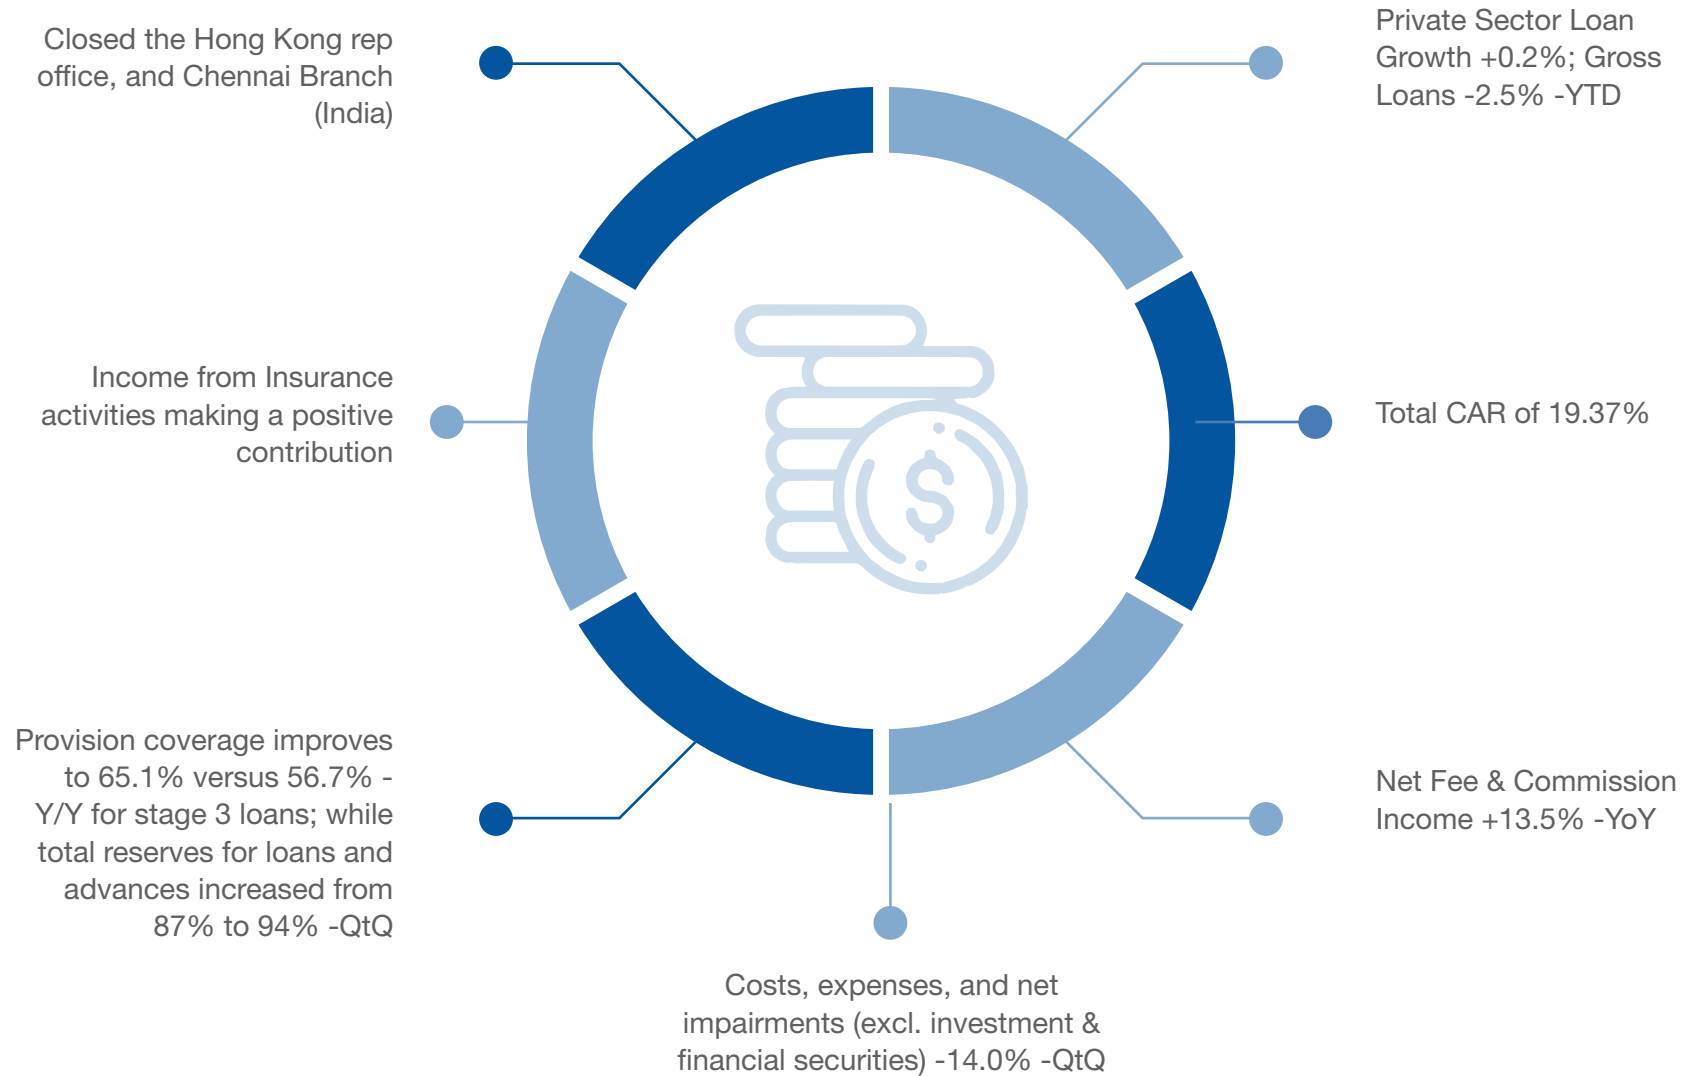 Closed the Hong Kong rep
office, and Chennai Branch
(India)
Private Sector Loan
Growth +0.2%; Gross
Loans -2.5% -YTD
Income from Insurance
activities making a positive
contribution
Total CAR of 19.37%
Provision coverage improves
to 65.1% versus 56.7% -
Y/Y for stage 3 loans; while
total reserves for loans and
advances increased from
87% to 94% -QtQ
Net Fee & Commission
Income +13.5% -YoY
Costs, expenses, and net
impairments (excl. investment &
financial securities) -14.0% -QtQ
$